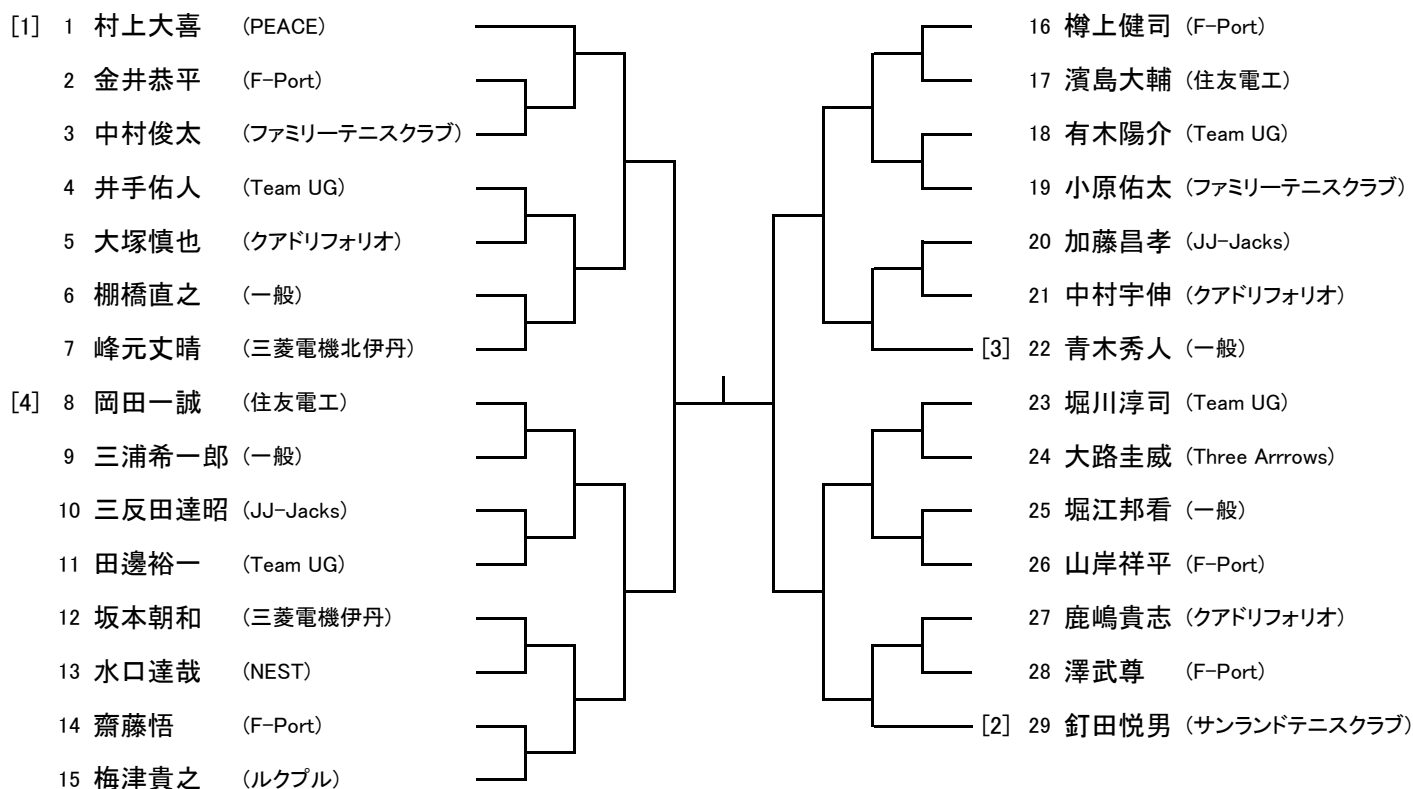 [1] 1 村上大喜 (PEACE)
2 金井恭平 (F-Port)
3 中村俊太 (ファミリーテニスクラブ)
4 井手佑人 (Team UG)
5 大塚慎也 (クアドリフォリオ)
6 棚橋直之 (一般)
7 峰元丈晴 (三菱電機北伊丹)
[4] 8 岡田一誠 (住友電工)
9 三浦希一郎 (一般)
10 三反田達昭 (JJ-Jacks)
11 田邊裕一 (Team UG)
12 坂本朝和 (三菱電機伊丹)
13 水口達哉 (NEST)
14 齋藤悟 (F-Port)
15 梅津貴之 (ルクプル)
16 樽上健司 (F-Port)
17 濱島大輔 (住友電工)
18 有木陽介 (Team UG)
19 小原佑太 (ファミリーテニスクラブ)
20 加藤昌孝 (JJ-Jacks)
21 中村宇伸 (クアドリフォリオ)
[3] 22 青木秀人 (一般)
23 堀川淳司 (Team UG)
24 大路圭威 (Three Arrrows)
25 堀江邦看 (一般)
26 山岸祥平 (F-Port)
27 鹿嶋貴志 (クアドリフォリオ)
28 澤武尊 (F-Port)
[2] 29 釘田悦男 (サンランドテニスクラブ)